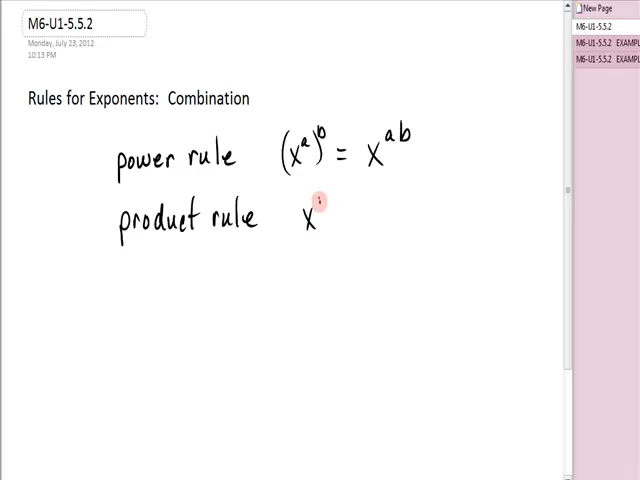 M6-U1-5.5.2
Monday, July 23, 2012
10:13 PM
Rules for Exponents: Combination
power rule (x^a)^b = x^ab
product rule x
New Page
M6-U1-5.5.2
M6-U1-5.5.2 EXAMPL
M6-U1-5.5.2 EXAMPL